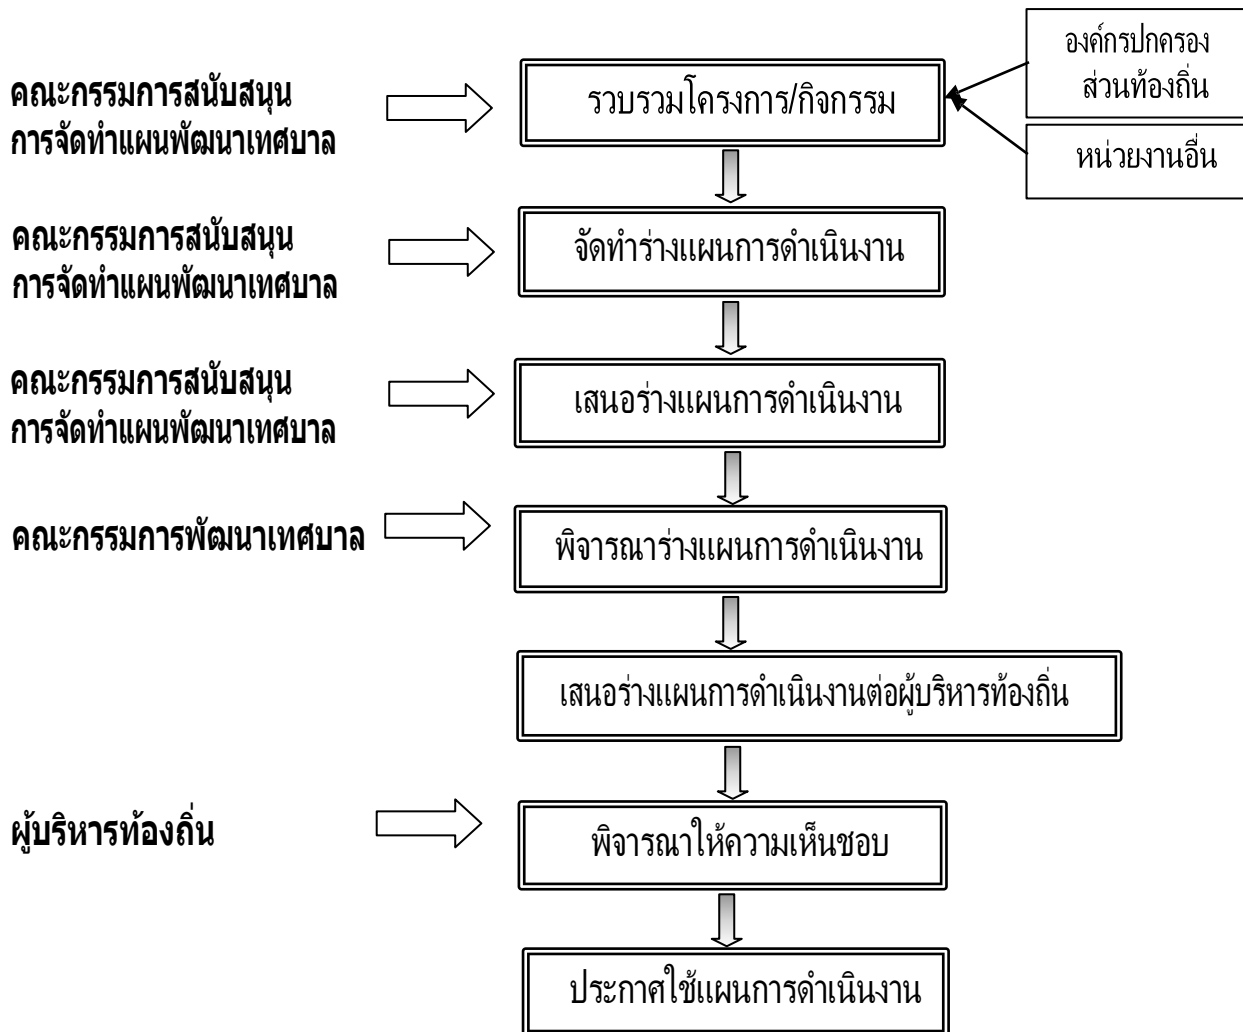 องค์กรปกครอง
ส่วนท้องถิ่น
คณะกรรมการสนับสนุน
การจัดทำแผนพัฒนาเทศบาล
รวบรวมโครงการ/กิจกรรม
หน่วยงานอื่น
คณะกรรมการสนับสนุน
การจัดทำแผนพัฒนาเทศบาล
จัดทำร่างแผนการดำเนินงาน
คณะกรรมการสนับสนุน
การจัดทำแผนพัฒนาเทศบาล
เสนอร่างแผนการดำเนินงาน
คณะกรรมการพัฒนาเทศบาล
พิจารณาร่างแผนการดำเนินงาน
เสนอร่างแผนการดำเนินงานต่อผู้บริหารท้องถิ่น
ผู้บริหารท้องถิ่น
พิจารณาให้ความเห็นชอบ
ประกาศใช้แผนการดำเนินงาน